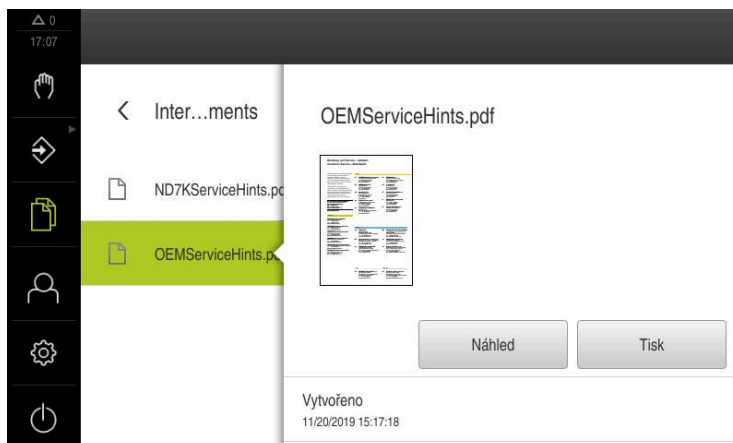 0
17:07
Inter…ments
ND7KServiceHints.pd
OEMServiceHints.pd
OEMServiceHints.pdf
Náhled
Tisk
Vytvořeno
11/20/2019 15:17:18